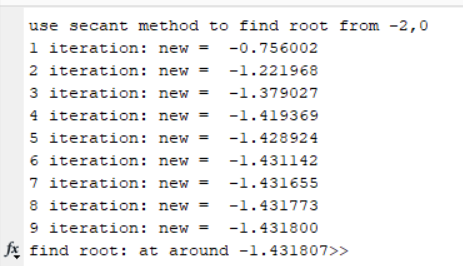 use secant method to find root from -2,0
1 iteration: new =  -0.756002
2 iteration: new =  -1.221968
3 iteration: new =  -1.379027
4 iteration: new =  -1.419369
5 iteration: new =  -1.428924
6 iteration: new =  -1.431142
7 iteration: new =  -1.431655
8 iteration: new =  -1.431773
9 iteration: new =  -1.431800
fx find root: at around -1.431807>>